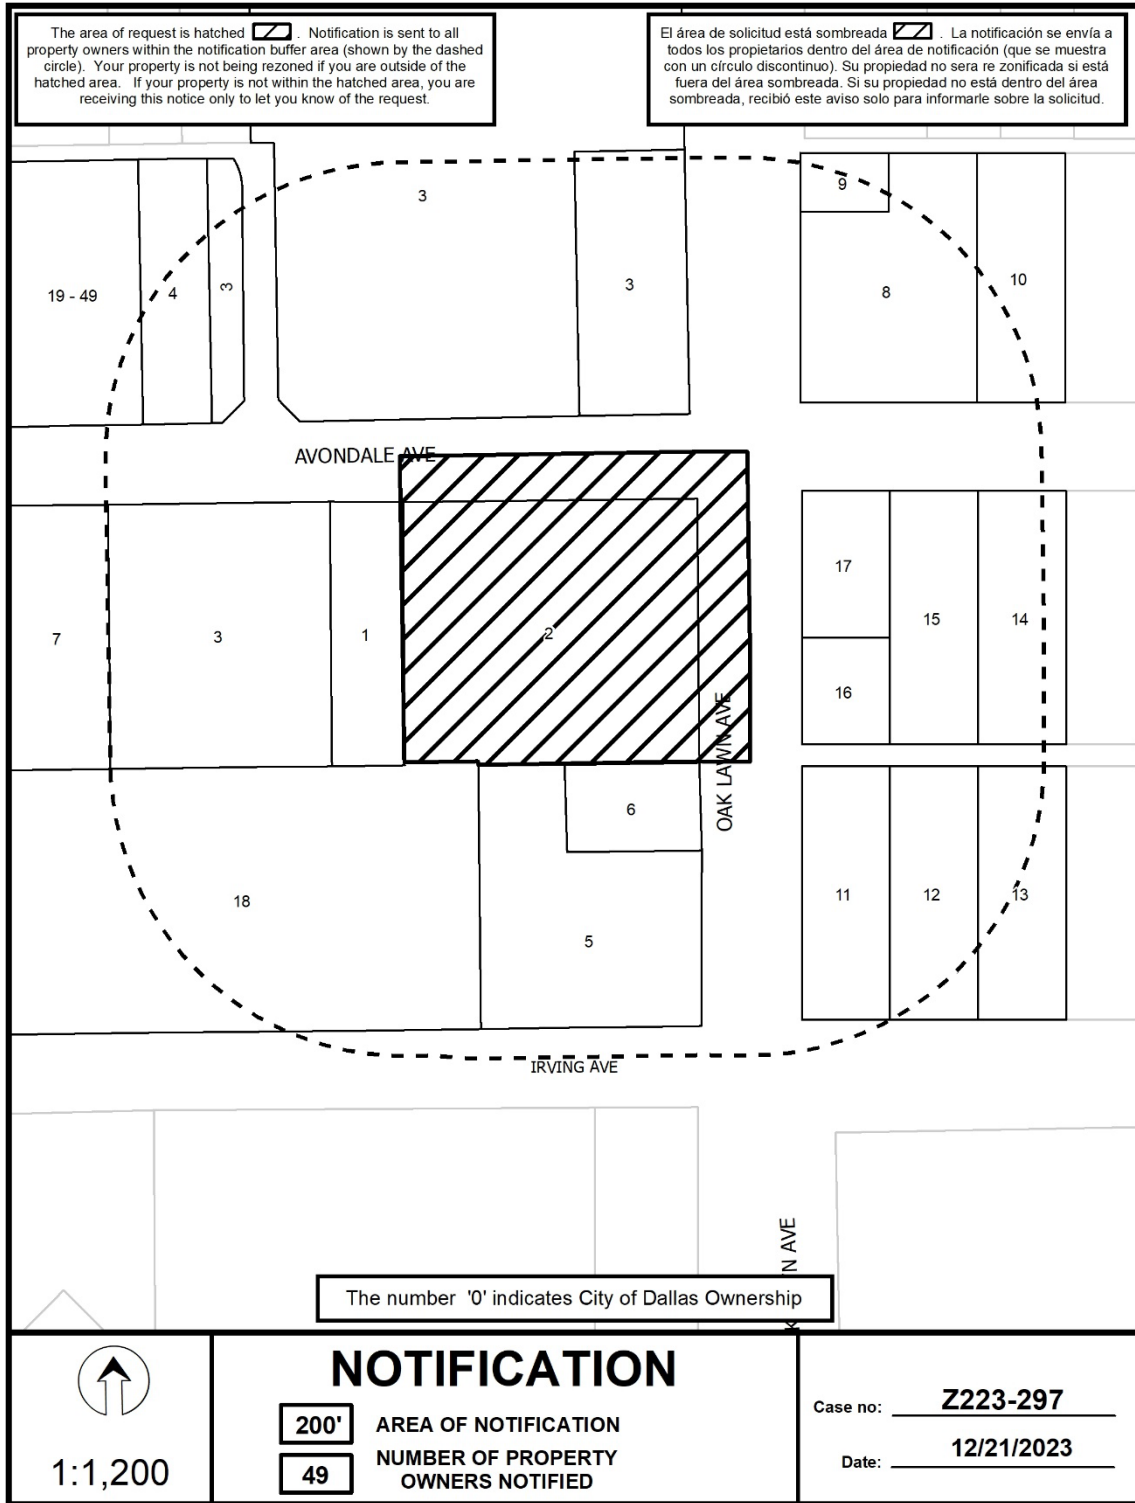 The area of request is hatched . Notification is sent to all
property owners within the notification buffer area (shown by the dashed
circle). Your property is not being rezoned if you are outside of the
hatched area. If your property is not within the hatched area, you are
receiving this notice only to let you know of the request.
El área de solicitud está sombreada . La notificación se envía a
todos los propietarios dentro del área de notificación (que se muestra
con un círculo discontinuo). Su propiedad no sera re zonificada si está
fuera del área sombreada. Si su propiedad no está dentro del área
sombreada, recibió este aviso solo para informarle sobre la solicitud.
3
9
19 - 49
4
3
3
8
10
AVONDALE AVE
7
3
1
2
17
15
14
16
OAK LAWN AVE
6
18
5
11
12
13
IRVING AVE
N AVE
The number '0' indicates City of Dallas Ownership
1:1,200
NOTIFICATION
200' AREA OF NOTIFICATION
49 NUMBER OF PROPERTY
OWNERS NOTIFIED
Case no: Z223-297
Date: 12/21/2023